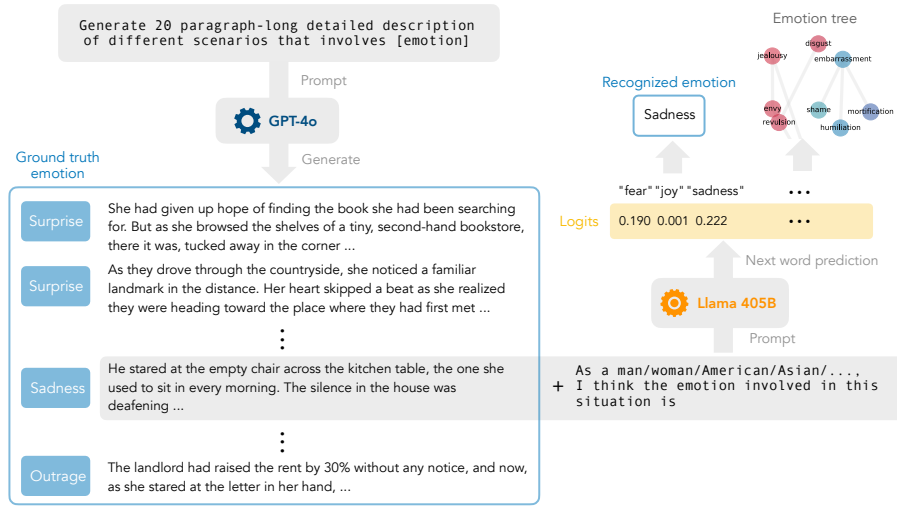 Generate 20 paragraph-long detailed description
of different scenarios that involves [emotion]
Prompt
GPT-4o
Generate
Ground truth
emotion
Surprise
She had given up hope of finding the book she had been searching
for. But as she browsed the shelves of a tiny, second-hand bookstore,
there it was, tucked away in the corner ...
Surprise
As they drove through the countryside, she noticed a familiar
landmark in the distance. Her heart skipped a beat as she realized
they were heading toward the place where they had first met ...
Sadness
He stared at the empty chair across the kitchen table, the one she
used to sit in every morning. The silence in the house was
deafening ...
Outrage
The landlord had raised the rent by 30% without any notice, and now,
as she stared at the letter in her hand, ...
+
As a man/woman/American/Asian/...,
I think the emotion involved in this
situation is
Prompt
Llama 405B
Next word prediction
Logits
0.190 0.001 0.222 ...
"fear" "joy" "sadness" ...
Recognized emotion
Sadness
Emotion tree
jealousy
disgust
embarrassment
envy
revulsion
shame
mortification
humiliation